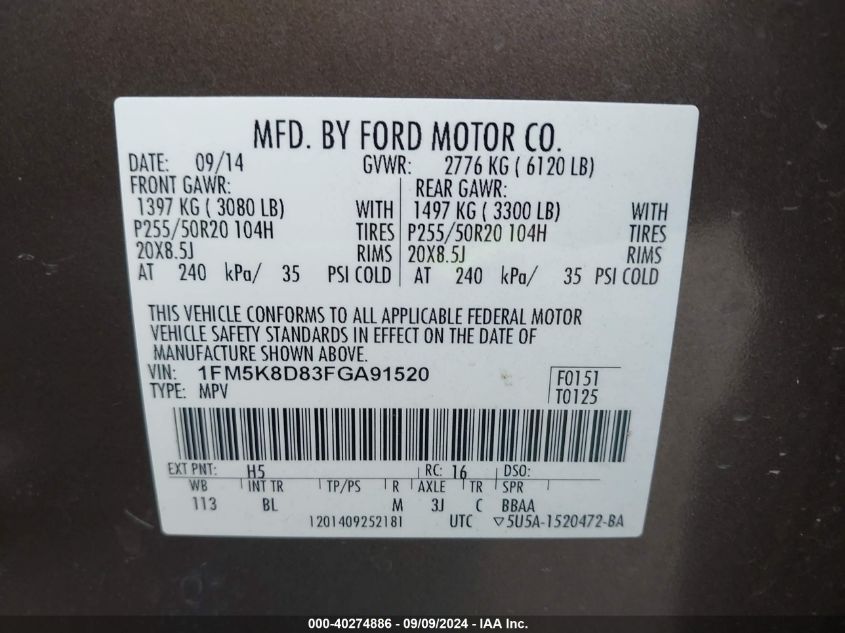 MFD. BY FORD MOTOR CO.
DATE: 09/14 GVWR: 2776 KG ( 6120 LB)
FRONT GAWR: REAR GAWR:
1397 KG ( 3080 LB) WITH 1497 KG ( 3300 LB) WITH
P255/50R20 104H TIRES P255/50R20 104H TIRES
20X8.5J RIMS 20X8.5J RIMS
AT 240 kPa/ 35 PSI COLD AT 240 kPa/ 35 PSI COLD
THIS VEHICLE CONFORMS TO ALL APPLICABLE FEDERAL MOTOR
VEHICLE SAFETY STANDARDS IN EFFECT ON THE DATE OF
MANUFACTURE SHOWN ABOVE.
VIN: 1FM5K8D83FGA91520 F0151
TYPE: MPV T0125
EXT PNT: H5 RC: 16 DSO:
WB INT TR TP/PS R AXLE TR SPR
113 BL M 3J C BBAA
1201409252181 UTC ▽5U5A-1520472-BA
000-40274886 - 09/09/2024 - IAA Inc.